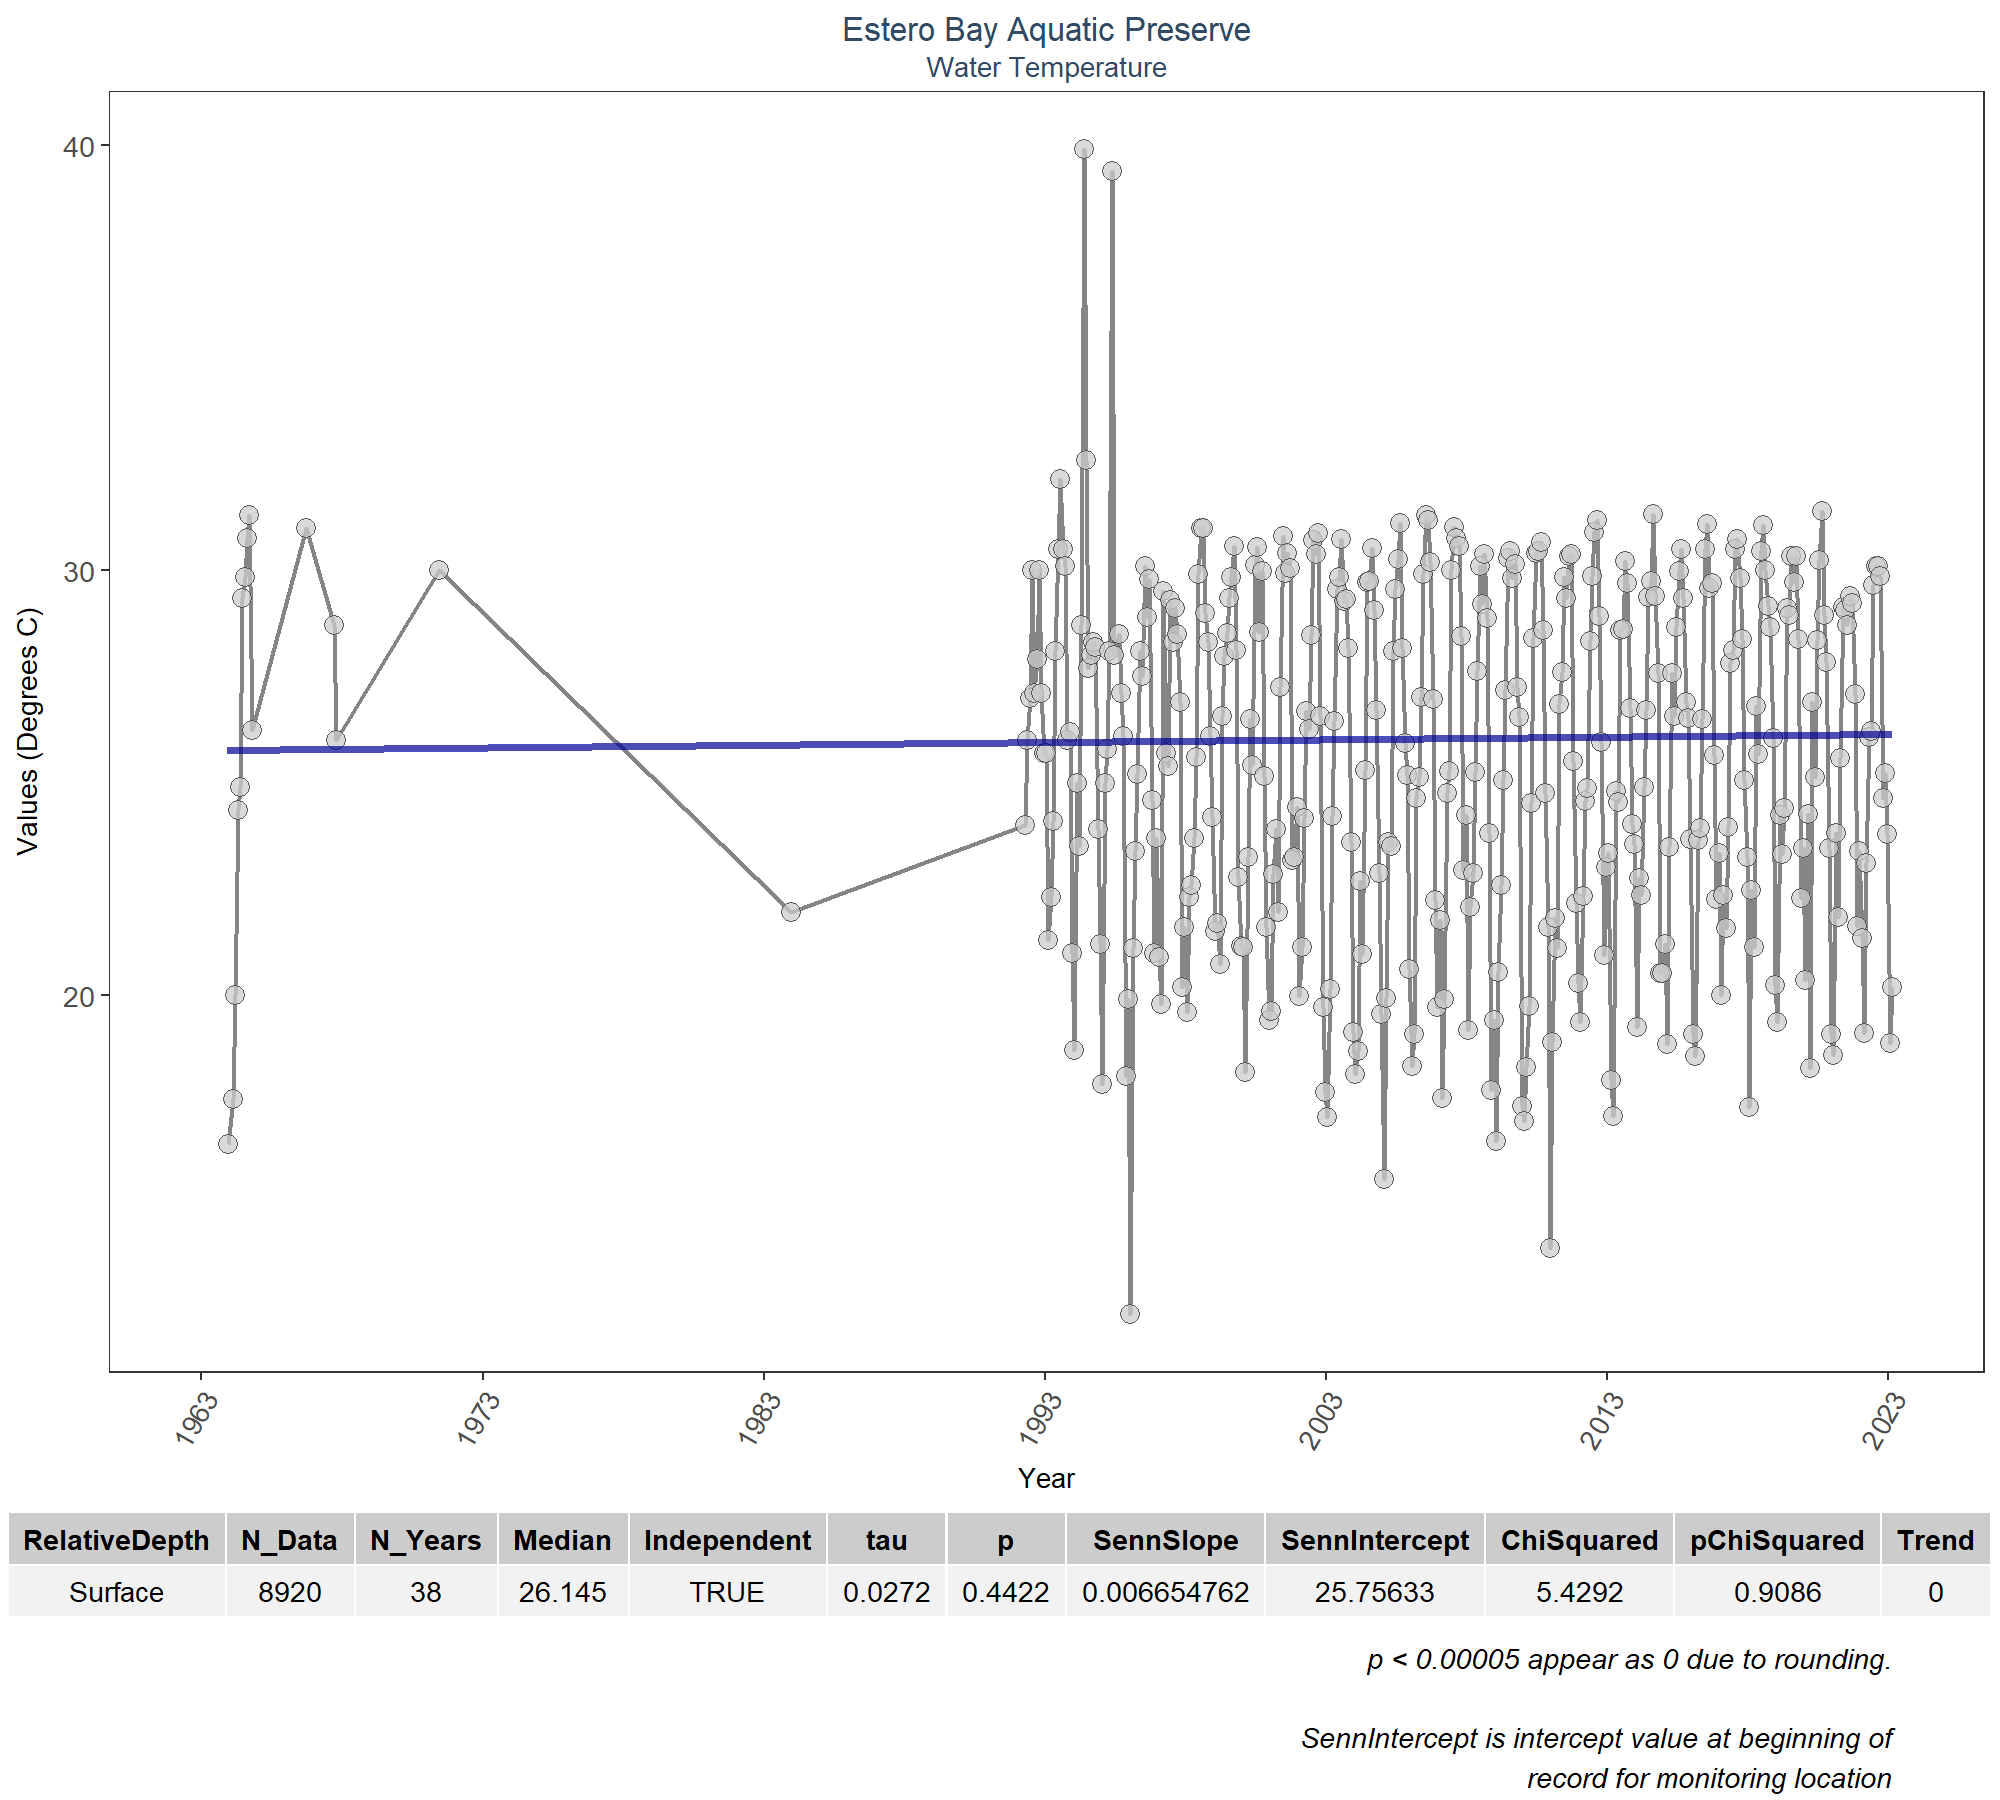 Estero Bay Aquatic Preserve
Water Temperature
Values (Degrees C)
40
30
20
1963 1973 1983 1993 2003 2013 2023
Year
RelativeDepth N_Data N_Years Median Independent tau p SennSlope SennIntercept ChiSquared pChiSquared Trend
Surface 8920 38 26.145 TRUE 0.0272 0.4422 0.006654762 25.75633 5.4292 0.9086 0
p < 0.00005 appear as 0 due to rounding.
SennIntercept is intercept value at beginning of
record for monitoring location